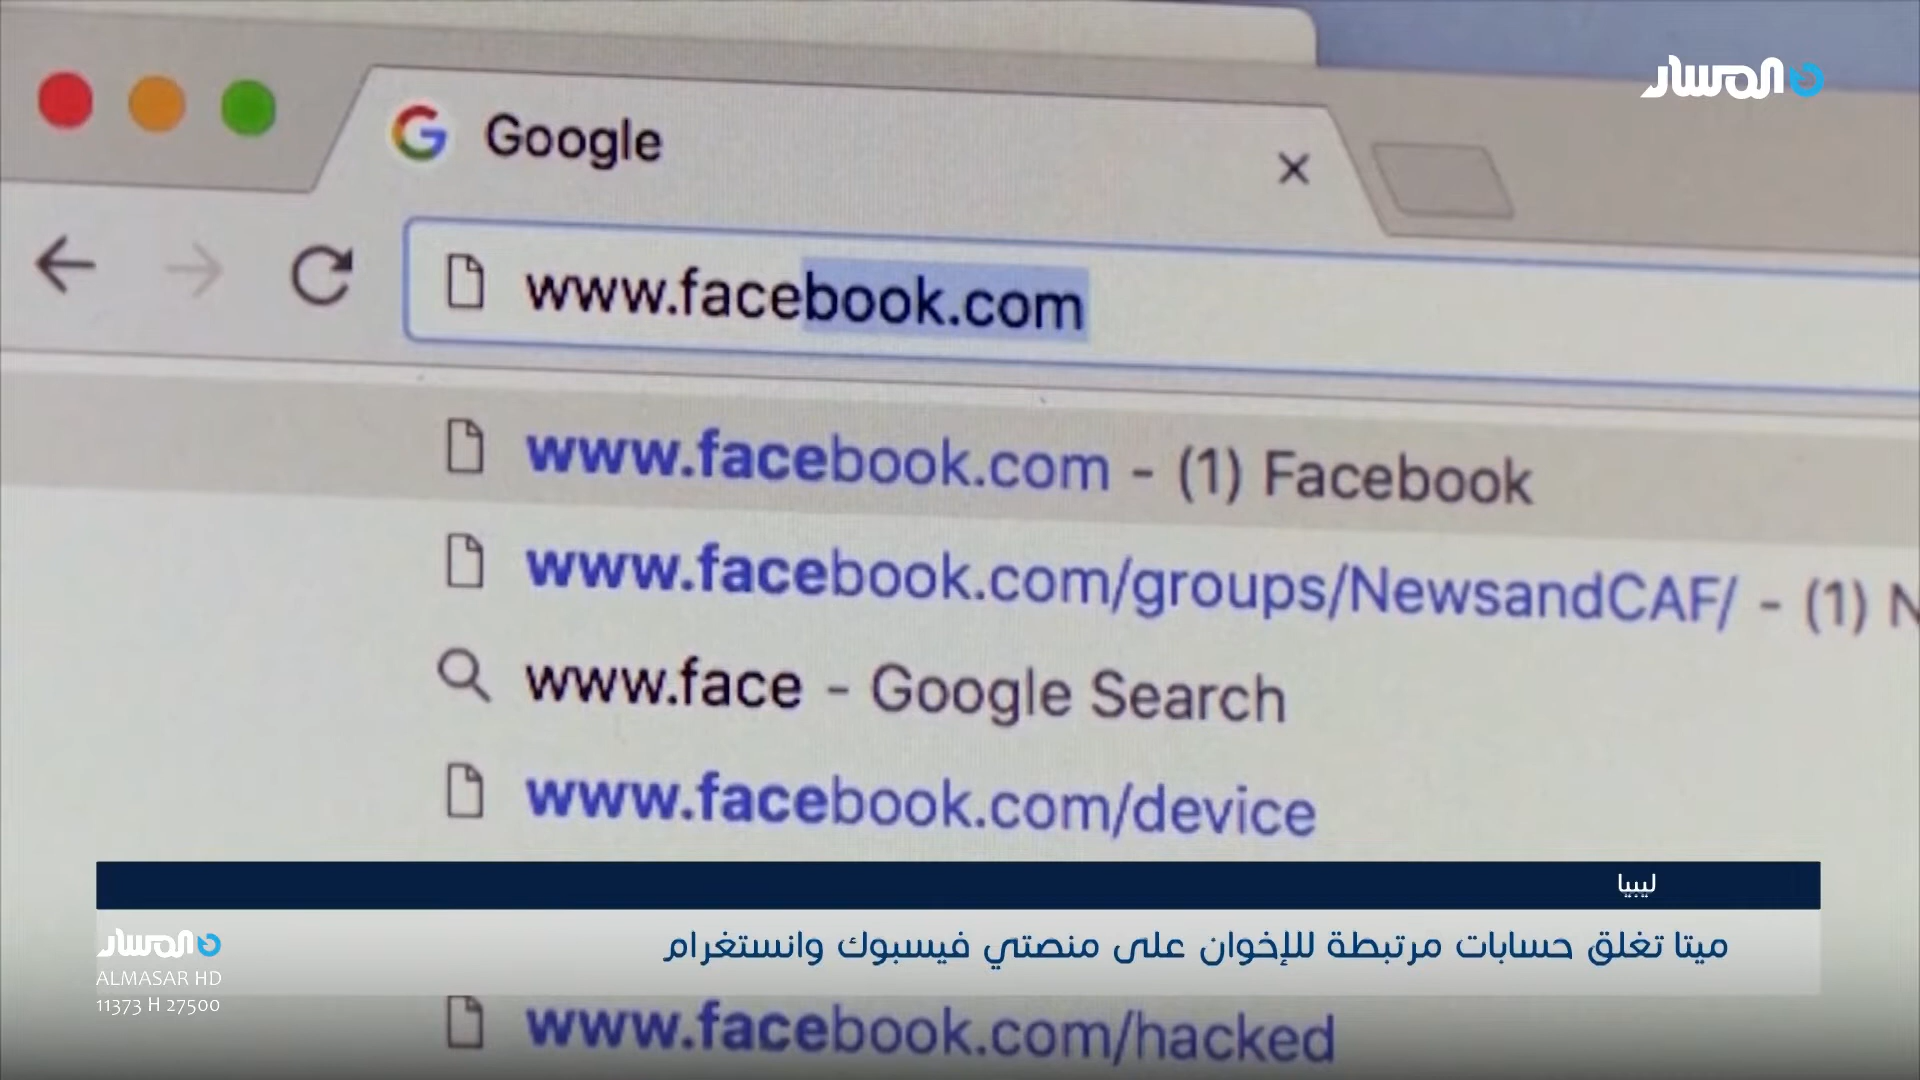 المسار
Google
www.facebook.com
www.facebook.com - (1) Facebook
www.facebook.com/groups/NewsandCAF/ - (1) N
www.face - Google Search
www.facebook.com/device
ليبيا
ميتا تغلق حسابات مرتبطة للإخوان على منصتي فيسبوك وانستغرام
المسار
ALMASAR HD
11373 H 27500
www.facebook.com/hacked